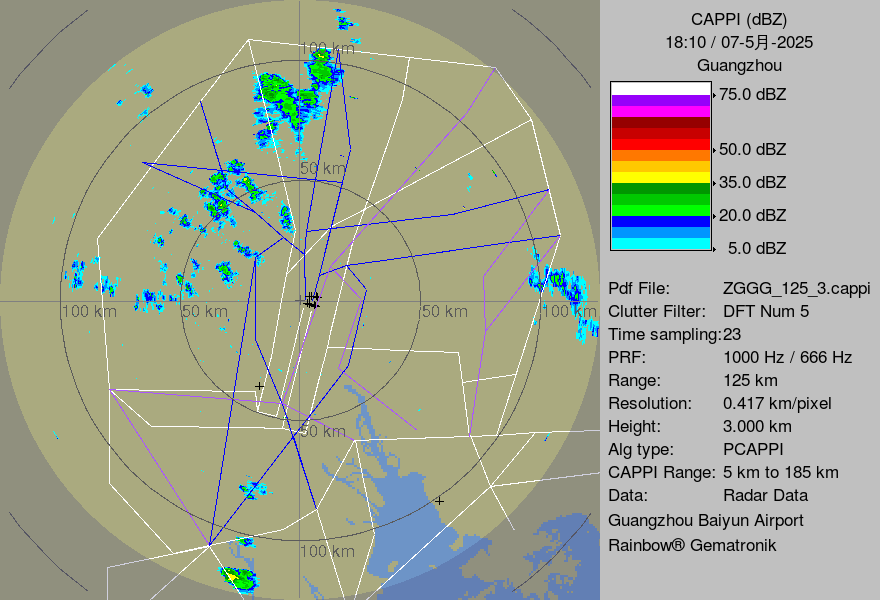 CAPPI (dBZ)
18:10 / 07-5月-2025
Guangzhou
75.0 dBZ
50.0 dBZ
35.0 dBZ
20.0 dBZ
5.0 dBZ
Pdf File: ZGGG_125_3.cappi
Clutter Filter: DFT Num 5
Time sampling:23
PRF: 1000 Hz / 666 Hz
Range: 125 km
Resolution: 0.417 km/pixel
Height: 3.000 km
Alg type: PCAPPI
CAPPI Range: 5 km to 185 km
Data: Radar Data
Guangzhou Baiyun Airport
Rainbow® Gematronik
100 km
50 km
100 km
50 km
50 km
100 km
50 km
100 km